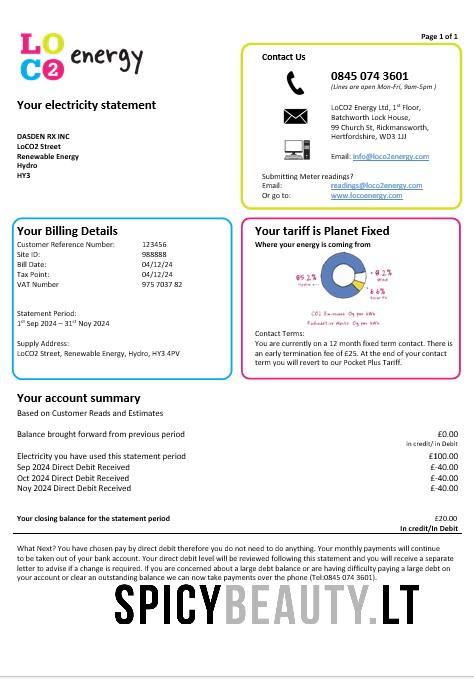 Page 1 of 1
LO
CO2 energy
Contact Us
0845 074 3601
(Lines are open Mon-Fri, 9am-5pm )
Your electricity statement
LoCO2 Energy Ltd, 1st Floor,
Batchworth Lock House,
99 Church St, Rickmansworth,
Hertfordshire, WD3 1JJ
DASDEN RX INC
LoCO2 Street
Renewable Energy
Hydro
HY3
Email: info@loco2energy.com
Submitting Meter readings?
Email: readings@loco2energy.com
Or go to: www.locoenergy.com
Your Billing Details
Customer Reference Number: 123456
Site ID: 988888
Bill Date: 04/12/24
Tax Point: 04/12/24
VAT Number 975 7037 82
Statement Period:
1st Sep 2024 – 31st Nov 2024
Supply Address:
LoCO2 Street, Renewable Energy, Hydro, HY3 4PV
Your tariff is Planet Fixed
Where your energy is coming from
85.2%
8.2%
Wind
6.6%
Solar PV
CO2 Emissions 0g per kWh
Radioactive Waste 0g per kWh
Contact Terms:
You are currently on a 12 month fixed term contact. There is
an early termination fee of £25. At the end of your contact
term you will revert to our Pocket Plus Tariff.
Your account summary
Based on Customer Reads and Estimates
Balance brought forward from previous period £0.00
in credit/ in Debit
Electricity you have used this statement period £100.00
Sep 2024 Direct Debit Received £-40.00
Oct 2024 Direct Debit Received £-40.00
Noy 2024 Direct Debit Received £-40.00
Your closing balance for the statement period £20.00
In credit/In Debit
What Next? You have chosen pay by direct debit therefore you do not need to do anything. Your monthly payments will continue
to be taken out of your bank account. Your direct debit level will be reviewed following this statement and you will receive a separate
letter to advise if a change is required. If you are concerned about a large debt balance or are having difficulty paying a large debt on
your account or clear an outstanding balance we can now take payments over the phone (Tel:0845 074 3601).
SPICYBEAUTY.LT